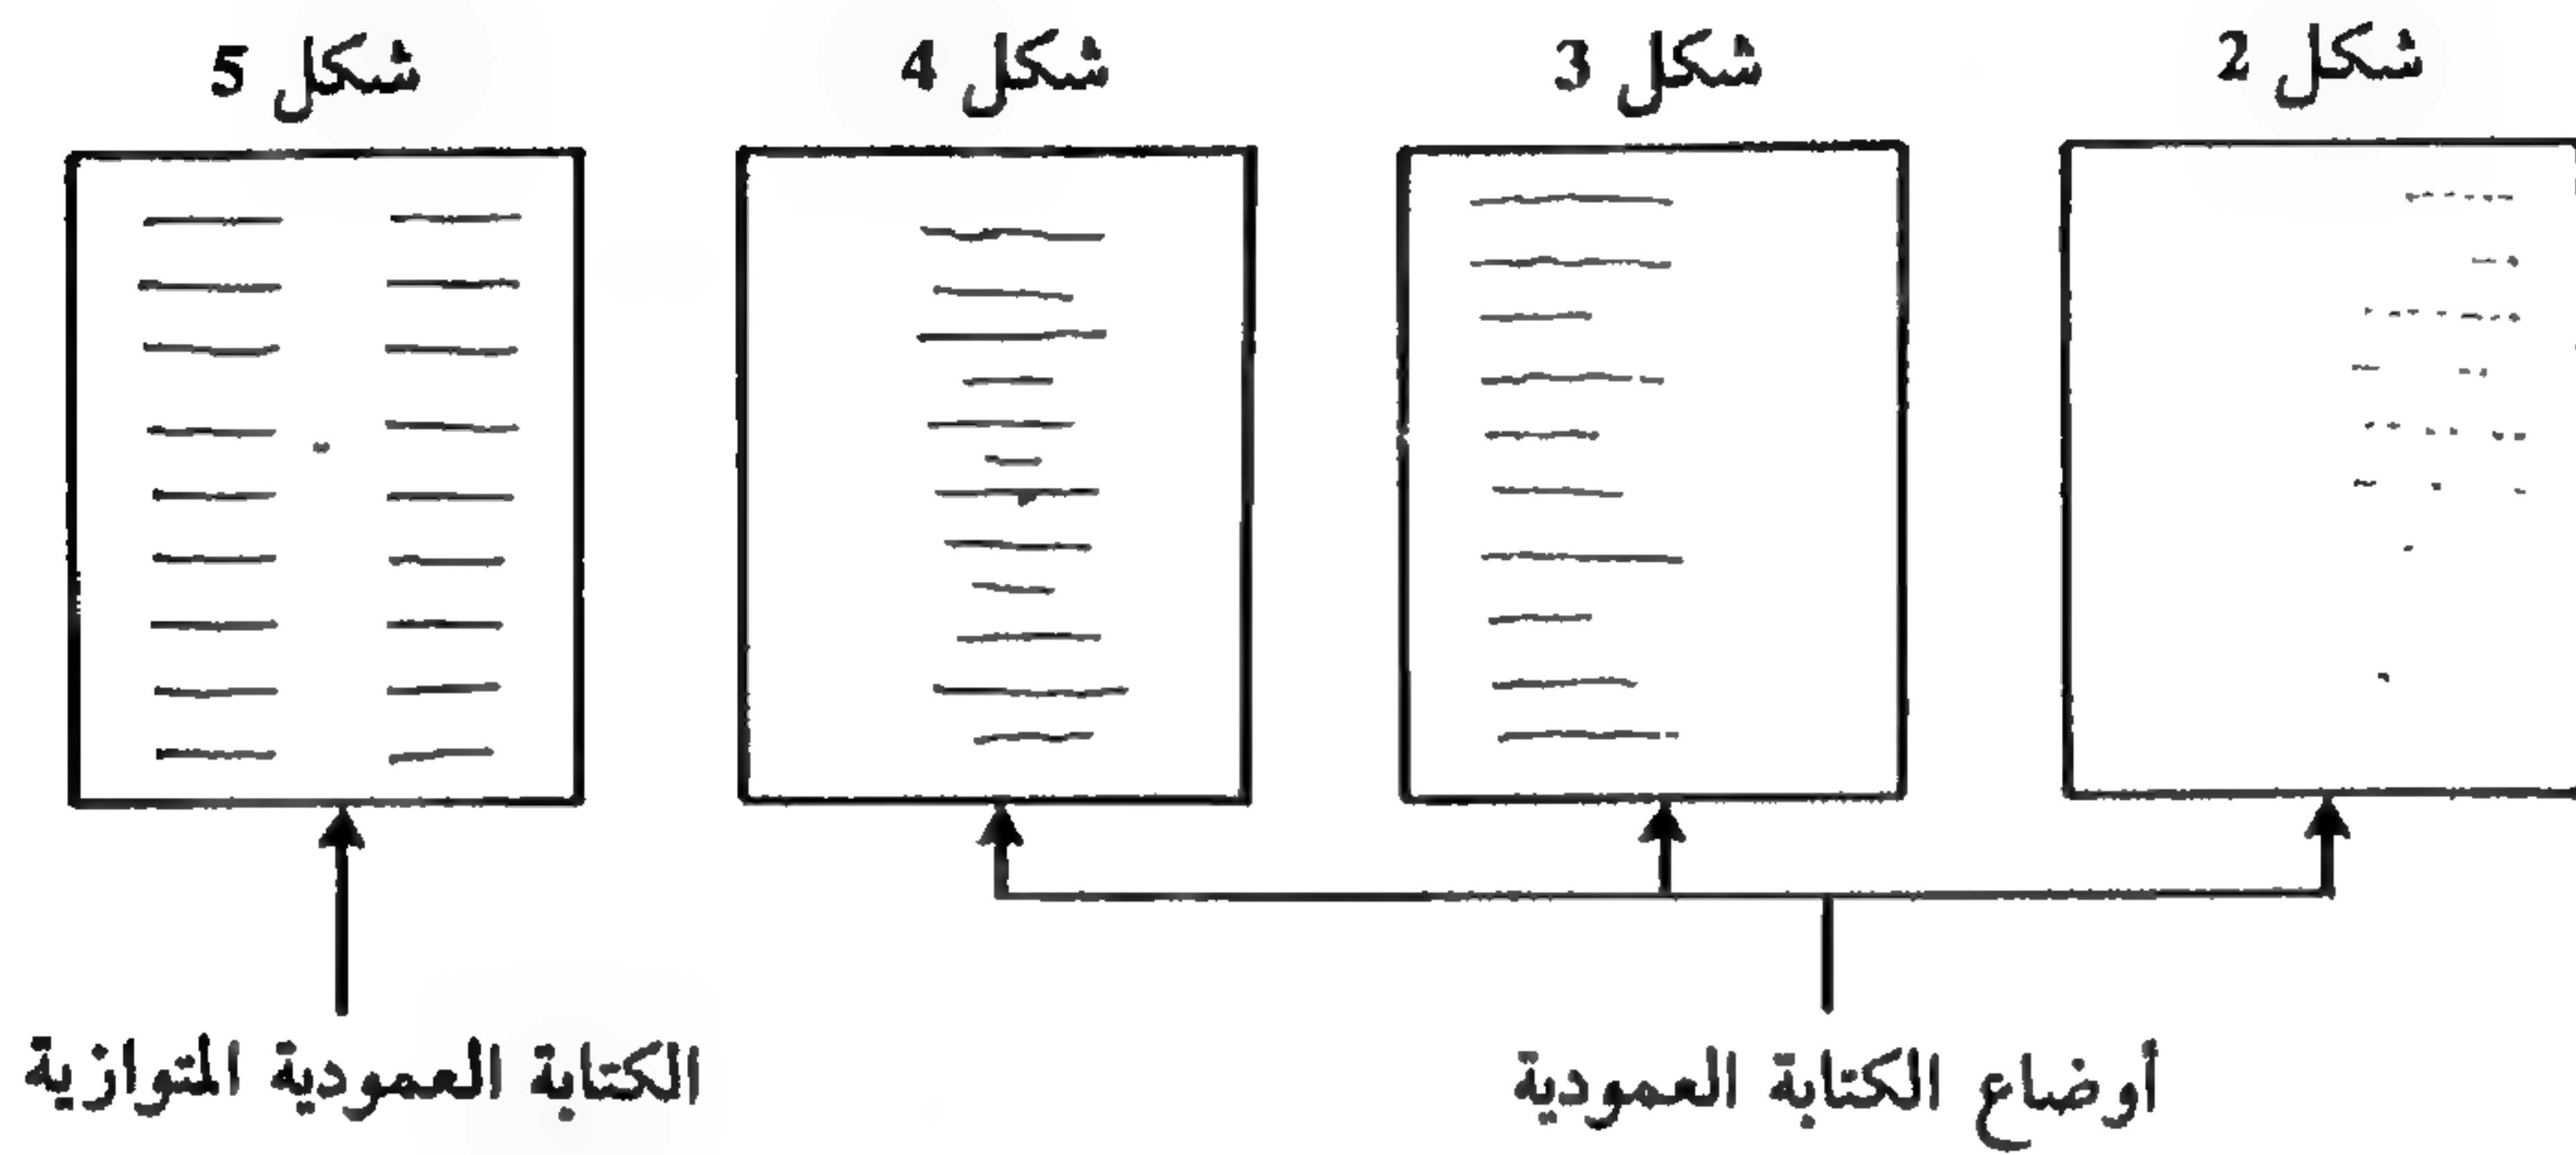 شكل 2
شكل 3
شكل 4
شكل 5
أوضاع الكتابة العمودية
الكتابة العمودية المتوازية